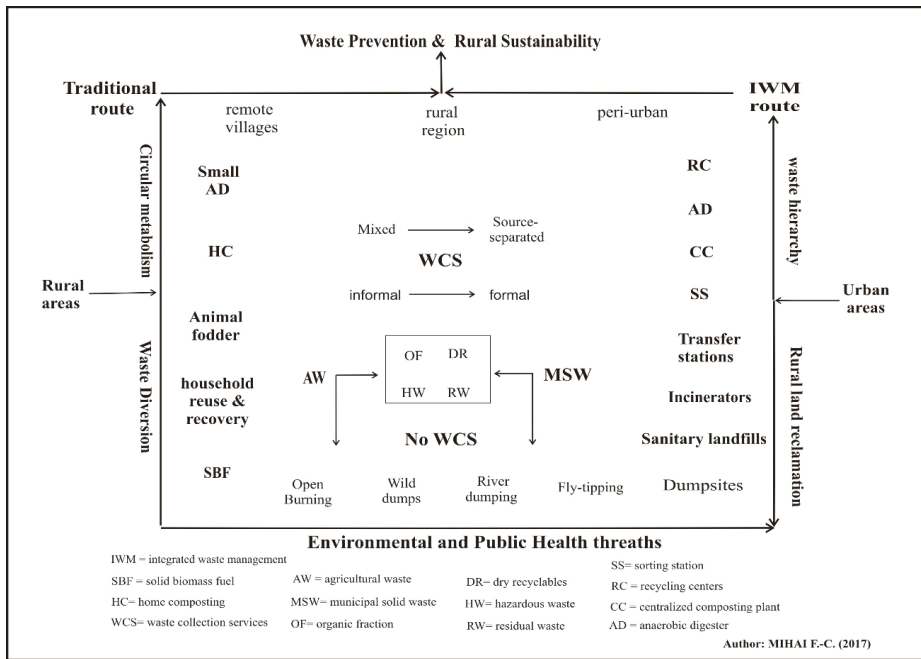 Waste Prevention & Rural Sustainability
Traditional
route
IWM
route
remote
villages
rural
region
peri-urban
Circular metabolism
waste hierarchy
Small
AD
RC
AD
Mixed
Source-
separated
HC
WCS
CC
Rural
areas
informal
formal
SS
Urban
areas
Animal
fodder
Transfer
stations
Waste Diversion
Rural land reclamation
OF
DR
AW
MSW
household
reuse &
recovery
HW
RW
Incinerators
No WCS
Sanitary landfills
SBF
Open
Burning
Wild
dumps
River
dumping
Fly-tipping
Dumpsites
Environmental and Public Health threaths
IWM = integrated waste management
SBF = solid biomass fuel
HC= home composting
WCS= waste collection services
AW = agricultural waste
MSW= municipal solid waste
OF= organic fraction
DR= dry recyclables
HW= hazardous waste
RW= residual waste
SS= sorting station
RC = recycling centers
CC = centralized composting plant
AD = anaerobic digester
Author: MIHAI F.-C. (2017)